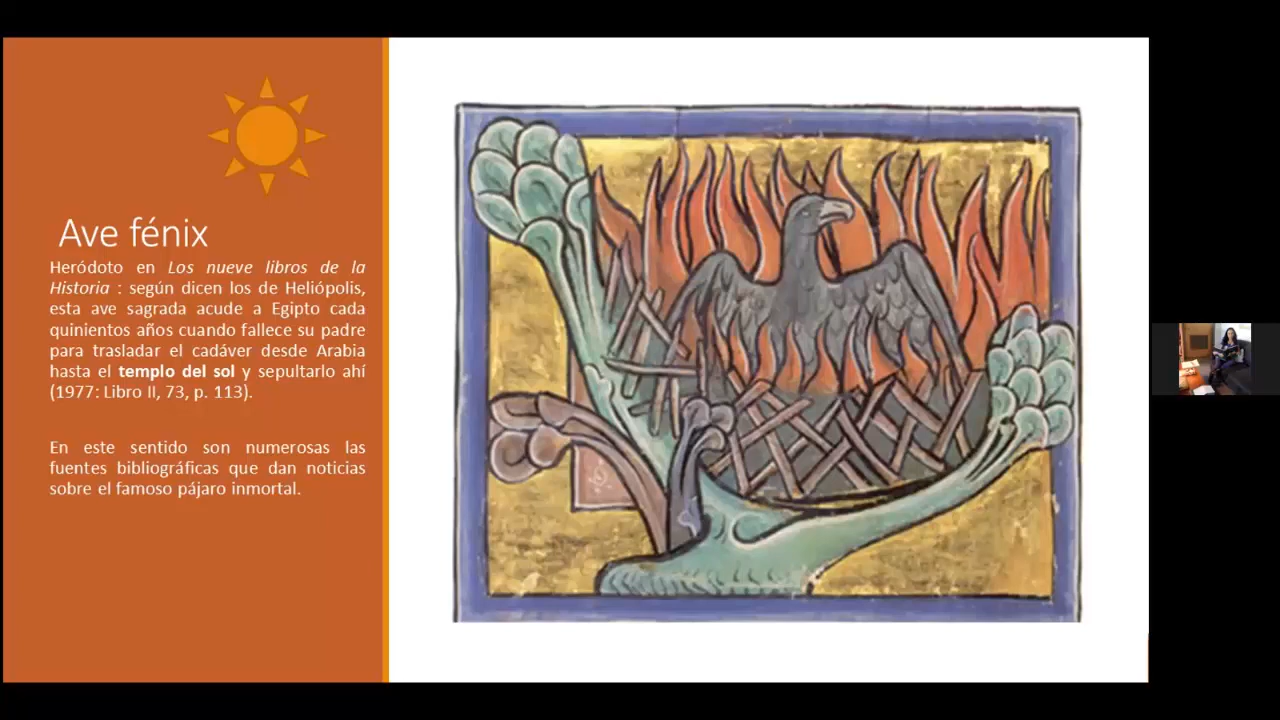 Ave fénix
Heródoto en Los nueve libros de la
Historia : según dicen los de Heliópolis,
esta ave sagrada acude a Egipto cada
quinientos años cuando fallece su padre
para trasladar el cadáver desde Arabia
hasta el templo del sol y sepultarlo ahí
(1977: Libro II, 73, p. 113).
En este sentido son numerosas las
fuentes bibliográficas que dan noticias
sobre el famoso pájaro inmortal.